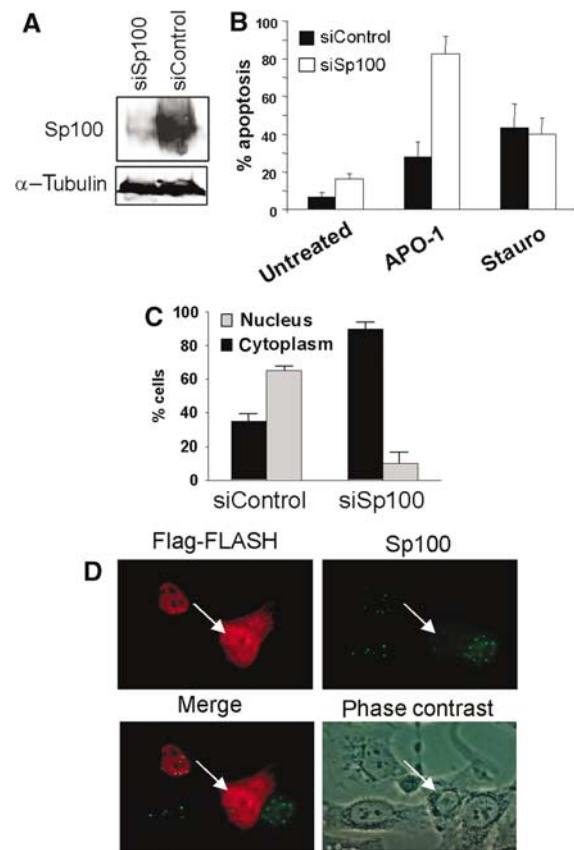 A
siSp100
siControl
Sp100
α–Tubulin
B
siControl
siSp100
% apoptosis
100
80
60
40
20
0
Untreated
APO-1
Stauro
C
Nucleus
Cytoplasm
% cells
100
80
60
40
20
0
siControl
siSp100
D
Flag-FLASH
Sp100
Merge
Phase contrast